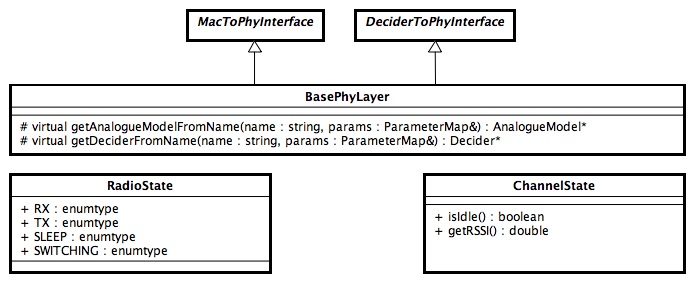 MacToPhyInterface
DeciderToPhyInterface
BasePhyLayer
# virtual getAnalogueModelFromName(name : string, params : ParameterMap&) : AnalogueModel*
# virtual getDeciderFromName(name : string, params : ParameterMap&) : Decider*
RadioState
+ RX : enumtype
+ TX : enumtype
+ SLEEP : enumtype
+ SWITCHING : enumtype
ChannelState
+ isIdle() : boolean
+ getRSSI() : double